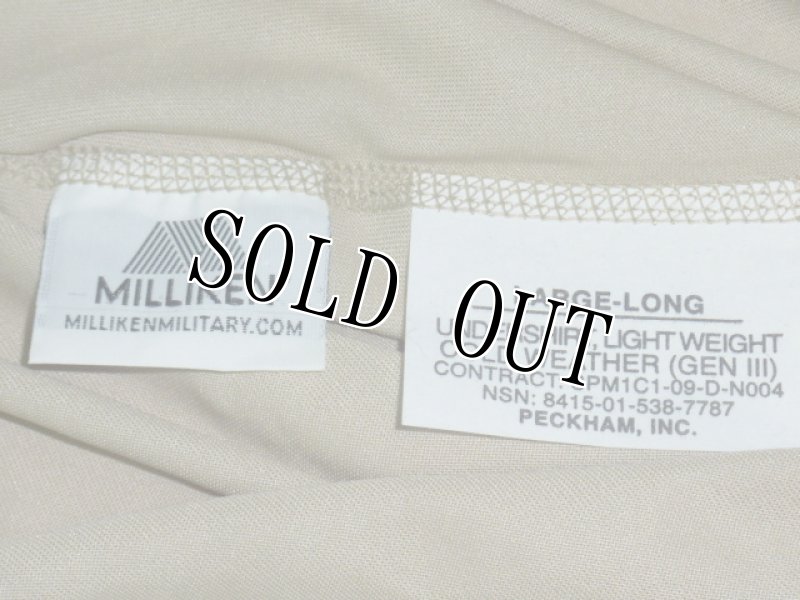 MILLIKEN
MILLIKENMILITARY.COM
SOLD OUT
LARGE-LONG
UNDERSHIRT, LIGHT WEIGHT
COLD WEATHER (GEN III)
CONTRACT: SPM1C1-09-D-N004
NSN: 8415-01-538-7787
PECKHAM, INC.